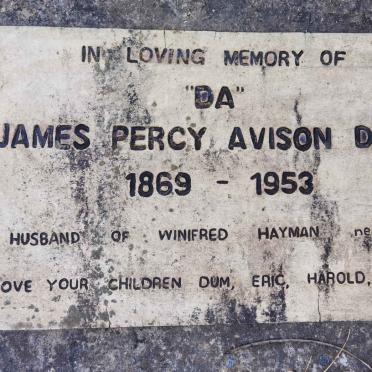 IN LOVING MEMORY OF
"DA"
JAMES PERCY AVISON D
1869 - 1953
HUSBAND OF WINIFRED HAYMAN ne
OVE YOUR CHILDREN DUM, ERIC, HAROLD,